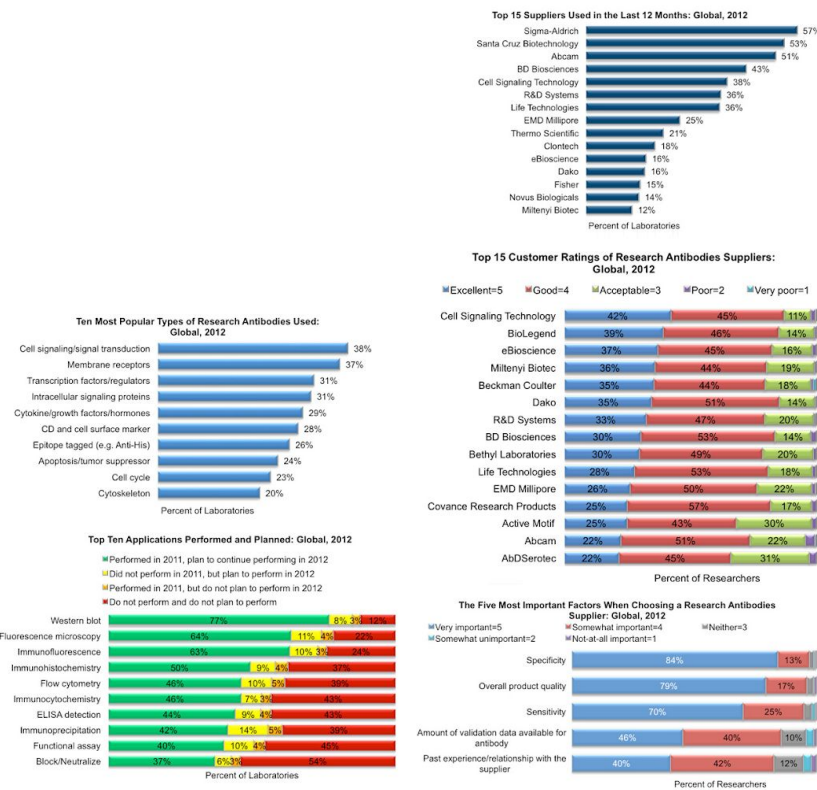 Top 15 Suppliers Used in the Last 12 Months: Global, 2012
Sigma-Aldrich 57%
Santa Cruz Biotechnology 53%
Abcam 51%
BD Biosciences 43%
Cell Signaling Technology 38%
R&D Systems 36%
Life Technologies 36%
EMD Millipore 25%
Thermo Scientific 21%
Clontech 18%
eBioscience 16%
Dako 16%
Fisher 15%
Novus Biologicals 14%
Miltenyi Biotec 12%
Percent of Laboratories
Top 15 Customer Ratings of Research Antibodies Suppliers:
Global, 2012
Excellent=5 Good=4 Acceptable=3 Poor=2 Very poor=1
Cell Signaling Technology 42% 45% 11%
BioLegend 39% 46% 14%
eBioscience 37% 45% 16%
Miltenyi Biotec 36% 44% 19%
Beckman Coulter 35% 44% 18%
Dako 35% 51% 14%
R&D Systems 33% 47% 20%
BD Biosciences 30% 53% 14%
Bethyl Laboratories 30% 49% 20%
Life Technologies 28% 53% 18%
EMD Millipore 26% 50% 22%
Covance Research Products 25% 57% 17%
Active Motif 25% 43% 30%
Abcam 22% 51% 22%
AbDSerotec 22% 45% 31%
Percent of Researchers
Ten Most Popular Types of Research Antibodies Used:
Global, 2012
Cell signaling/signal transduction 38%
Membrane receptors 37%
Transcription factors/regulators 31%
Intracellular signaling proteins 31%
Cytokine/growth factors/hormones 29%
CD and cell surface marker 28%
Epitope tagged (e.g. Anti-His) 26%
Apoptosis/tumor suppressor 24%
Cell cycle 23%
Cytoskeleton 20%
Percent of Laboratories
Top Ten Applications Performed and Planned: Global, 2012
Performed in 2011, plan to continue performing in 2012
Did not perform in 2011, but plan to perform in 2012
Performed in 2011, but do not plan to perform in 2012
Do not perform and do not plan to perform
Western blot 77% 8% 3% 12%
Fluorescence microscopy 64% 11% 4% 22%
Immunofluorescence 63% 10% 3% 24%
Immunohistochemistry 50% 9% 4% 37%
Flow cytometry 46% 10% 5% 39%
Immunocytochemistry 46% 7% 3% 43%
ELISA detection 44% 9% 4% 43%
Immunoprecipitation 42% 14% 5% 39%
Functional assay 40% 10% 4% 45%
Block/Neutralize 37% 6% 3% 54%
Percent of Laboratories
The Five Most Important Factors When Choosing a Research Antibodies
Supplier: Global, 2012
Very important=5 Somewhat important=4 Neither=3
Somewhat unimportant=2 Not-at-all important=1
Specificity 84% 13%
Overall product quality 79% 17%
Sensitivity 70% 25%
Amount of validation data available for
antibody 46% 40% 10%
Past experience/relationship with the
supplier 40% 42% 12%
Percent of Researchers